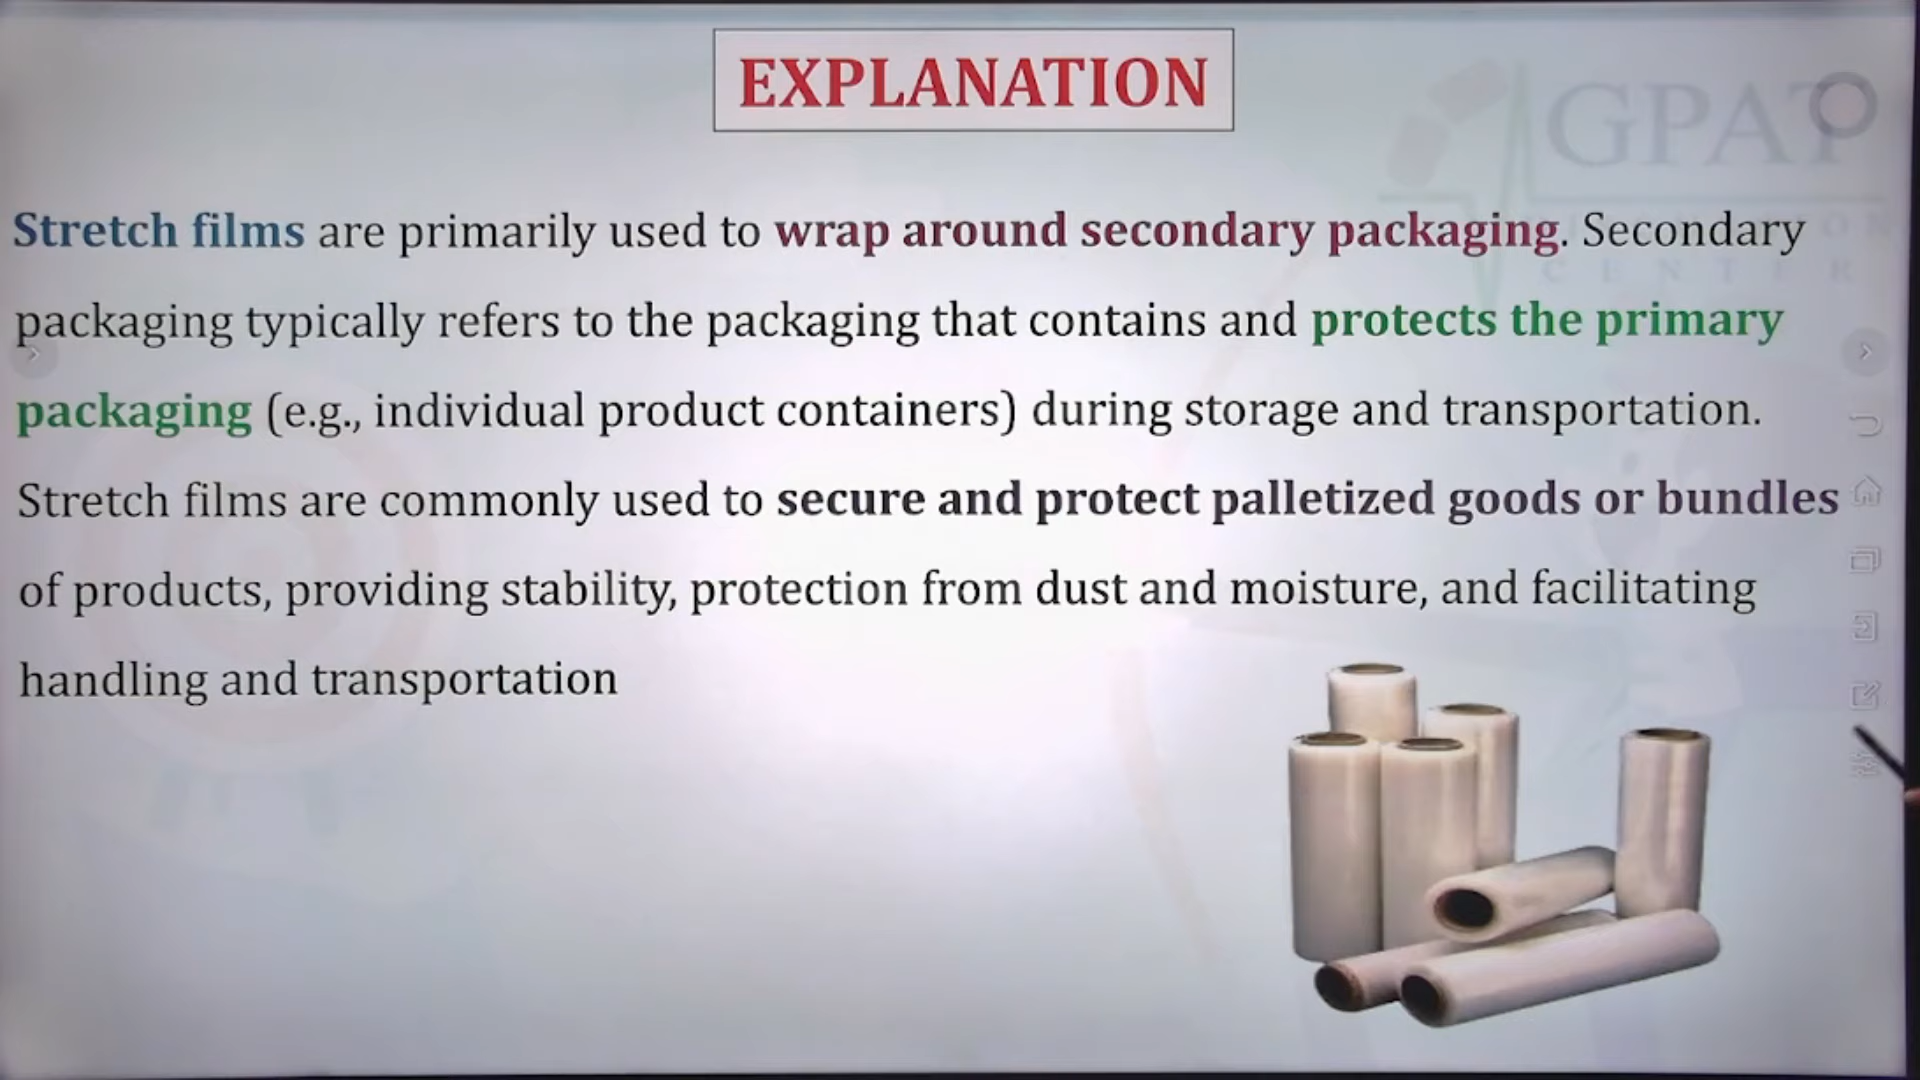 EXPLANATION
GPAT
Stretch films are primarily used to wrap around secondary packaging. Secondary
CENTER
packaging typically refers to the packaging that contains and protects the primary
packaging (e.g., individual product containers) during storage and transportation.
Stretch films are commonly used to secure and protect palletized goods or bundles
of products, providing stability, protection from dust and moisture, and facilitating
handling and transportation